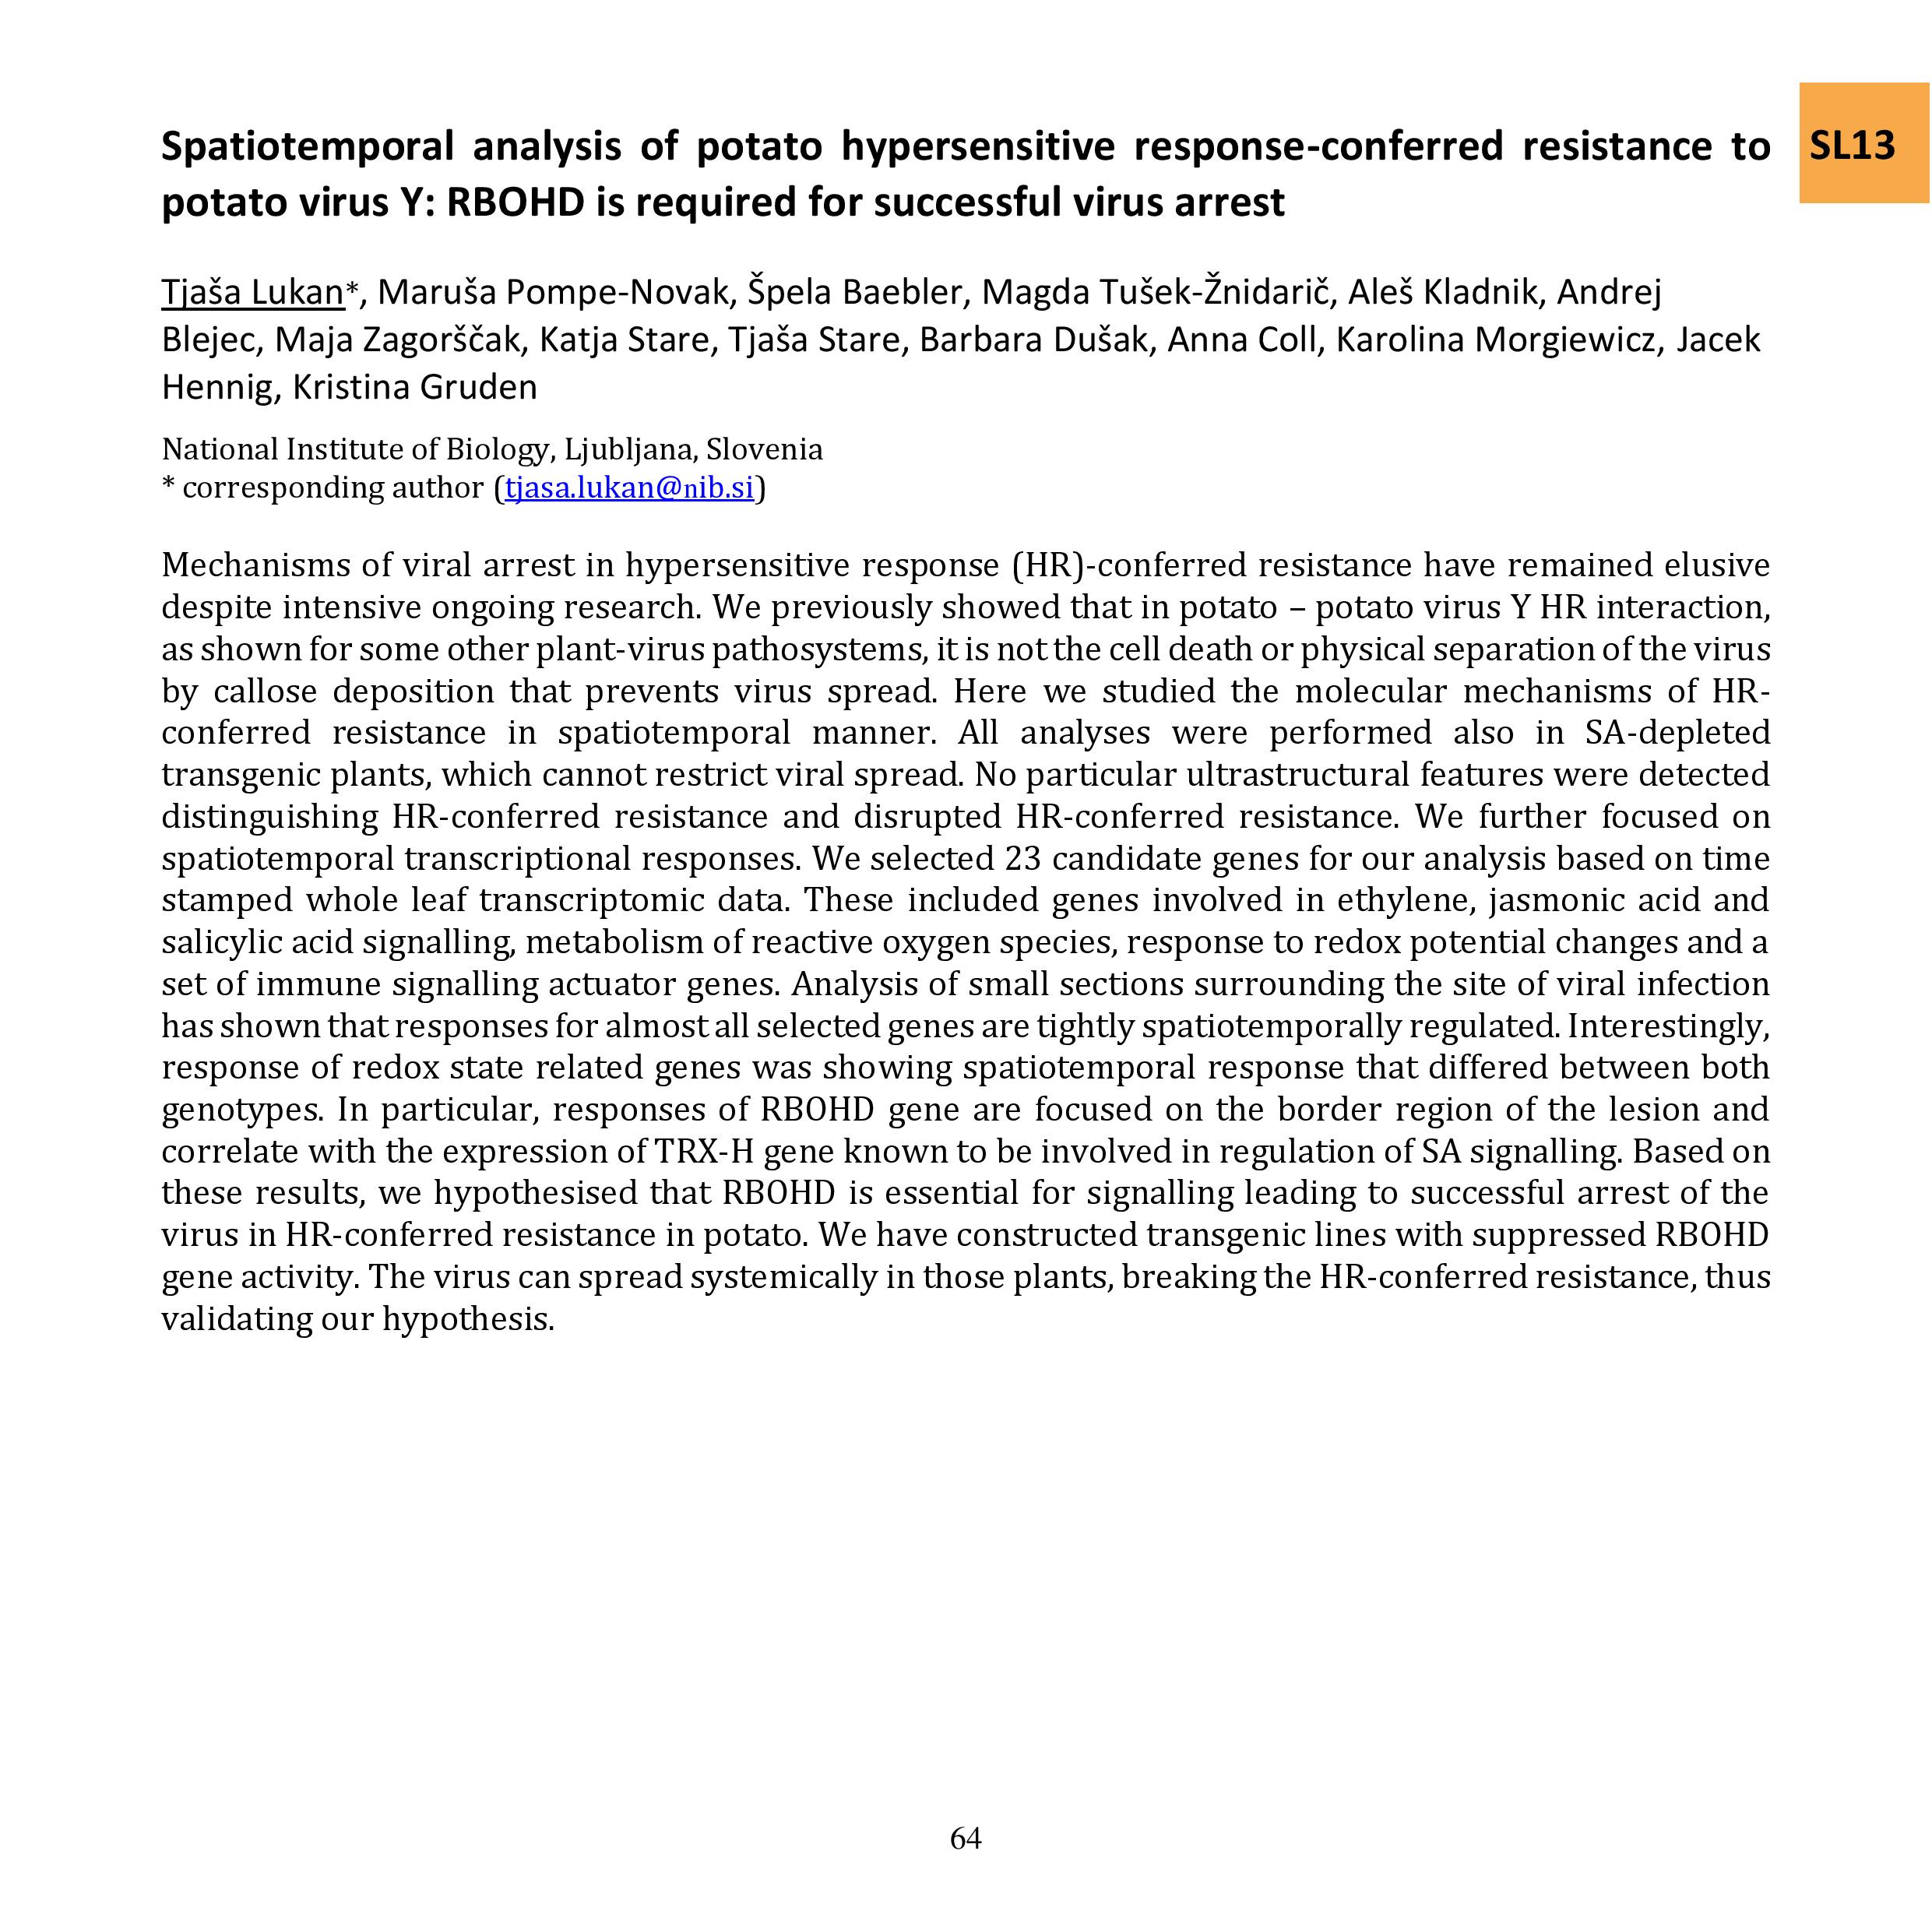 Spatiotemporal analysis of potato hypersensitive response-conferred resistance to
potato virus Y: RBOHD is required for successful virus arrest
SL13
Tjaša Lukan*, Maruša Pompe-Novak, Špela Baebler, Magda Tušek-Žnidarič, Aleš Kladnik, Andrej
Blejec, Maja Zagorščak, Katja Stare, Tjaša Stare, Barbara Dušak, Anna Coll, Karolina Morgiewicz, Jacek
Hennig, Kristina Gruden
National Institute of Biology, Ljubljana, Slovenia
* corresponding author (tjasa.lukan@nib.si)
Mechanisms of viral arrest in hypersensitive response (HR)-conferred resistance have remained elusive
despite intensive ongoing research. We previously showed that in potato – potato virus Y HR interaction,
as shown for some other plant-virus pathosystems, it is not the cell death or physical separation of the virus
by callose deposition that prevents virus spread. Here we studied the molecular mechanisms of HR-
conferred resistance in spatiotemporal manner. All analyses were performed also in SA-depleted
transgenic plants, which cannot restrict viral spread. No particular ultrastructural features were detected
distinguishing HR-conferred resistance and disrupted HR-conferred resistance. We further focused on
spatiotemporal transcriptional responses. We selected 23 candidate genes for our analysis based on time
stamped whole leaf transcriptomic data. These included genes involved in ethylene, jasmonic acid and
salicylic acid signalling, metabolism of reactive oxygen species, response to redox potential changes and a
set of immune signalling actuator genes. Analysis of small sections surrounding the site of viral infection
has shown that responses for almost all selected genes are tightly spatiotemporally regulated. Interestingly,
response of redox state related genes was showing spatiotemporal response that differed between both
genotypes. In particular, responses of RBOHD gene are focused on the border region of the lesion and
correlate with the expression of TRX-H gene known to be involved in regulation of SA signalling. Based on
these results, we hypothesised that RBOHD is essential for signalling leading to successful arrest of the
virus in HR-conferred resistance in potato. We have constructed transgenic lines with suppressed RBOHD
gene activity. The virus can spread systemically in those plants, breaking the HR-conferred resistance, thus
validating our hypothesis.
64